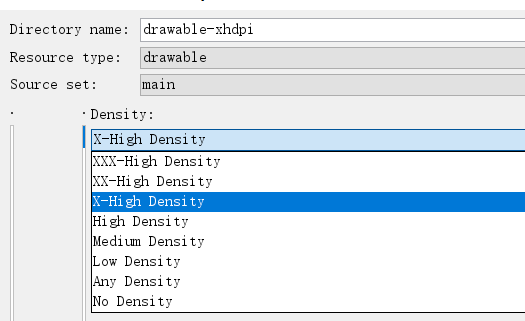 Directory name: drawable-xhdpi
Resource type: drawable
Source set: main
Density:
X-High Density
XXX-High Density
XX-High Density
X-High Density
High Density
Medium Density
Low Density
Any Density
No Density